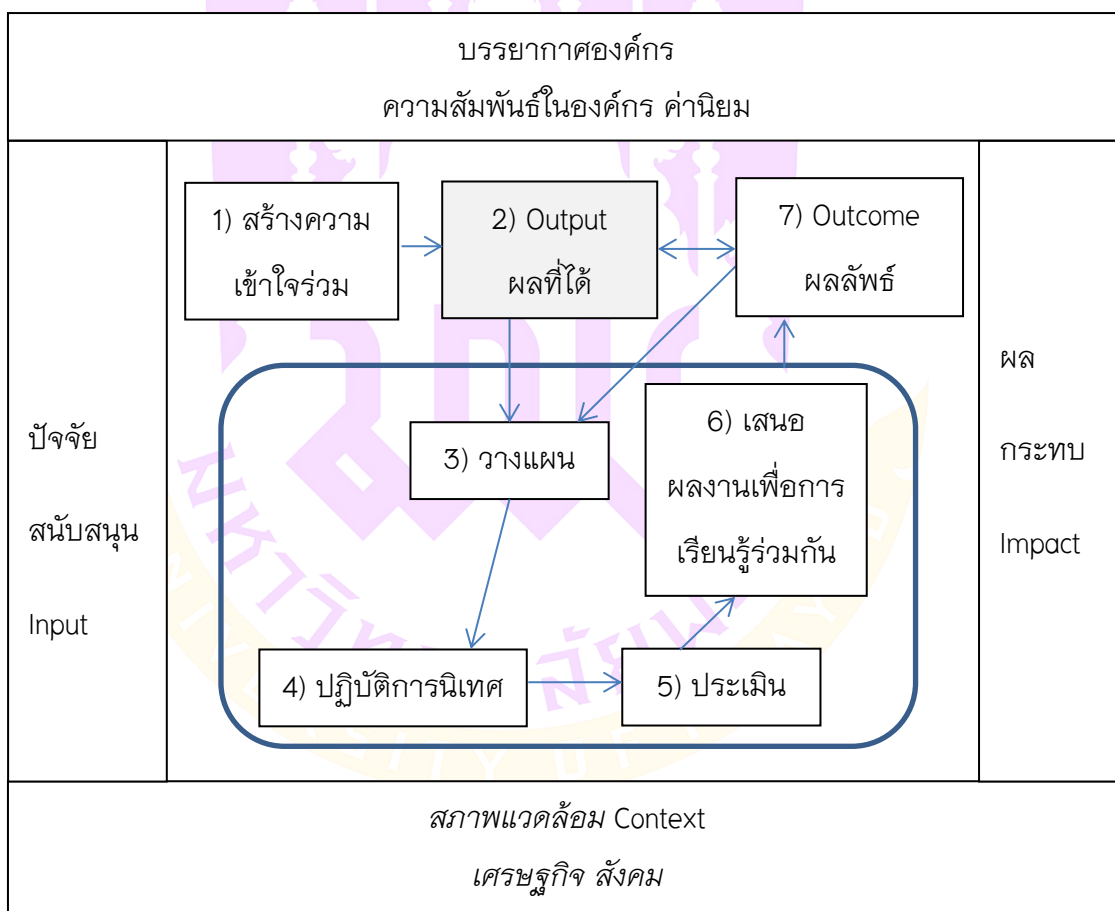 บรรยากาศองค์กร
ความสัมพันธ์ในองค์กร ค่านิยม
ปัจจัย
สนับสนุน
Input
1) สร้างความ
เข้าใจร่วม
2) Output
ผลที่ได้
7) Outcome
ผลลัพธ์
3) วางแผน
6) เสนอ
ผลงานเพื่อการ
เรียนรู้ร่วมกัน
4) ปฏิบัติการนิเทศ
5) ประเมิน
ผล
กระทบ
Impact
สภาพแวดล้อม Context
เศรษฐกิจ สังคม